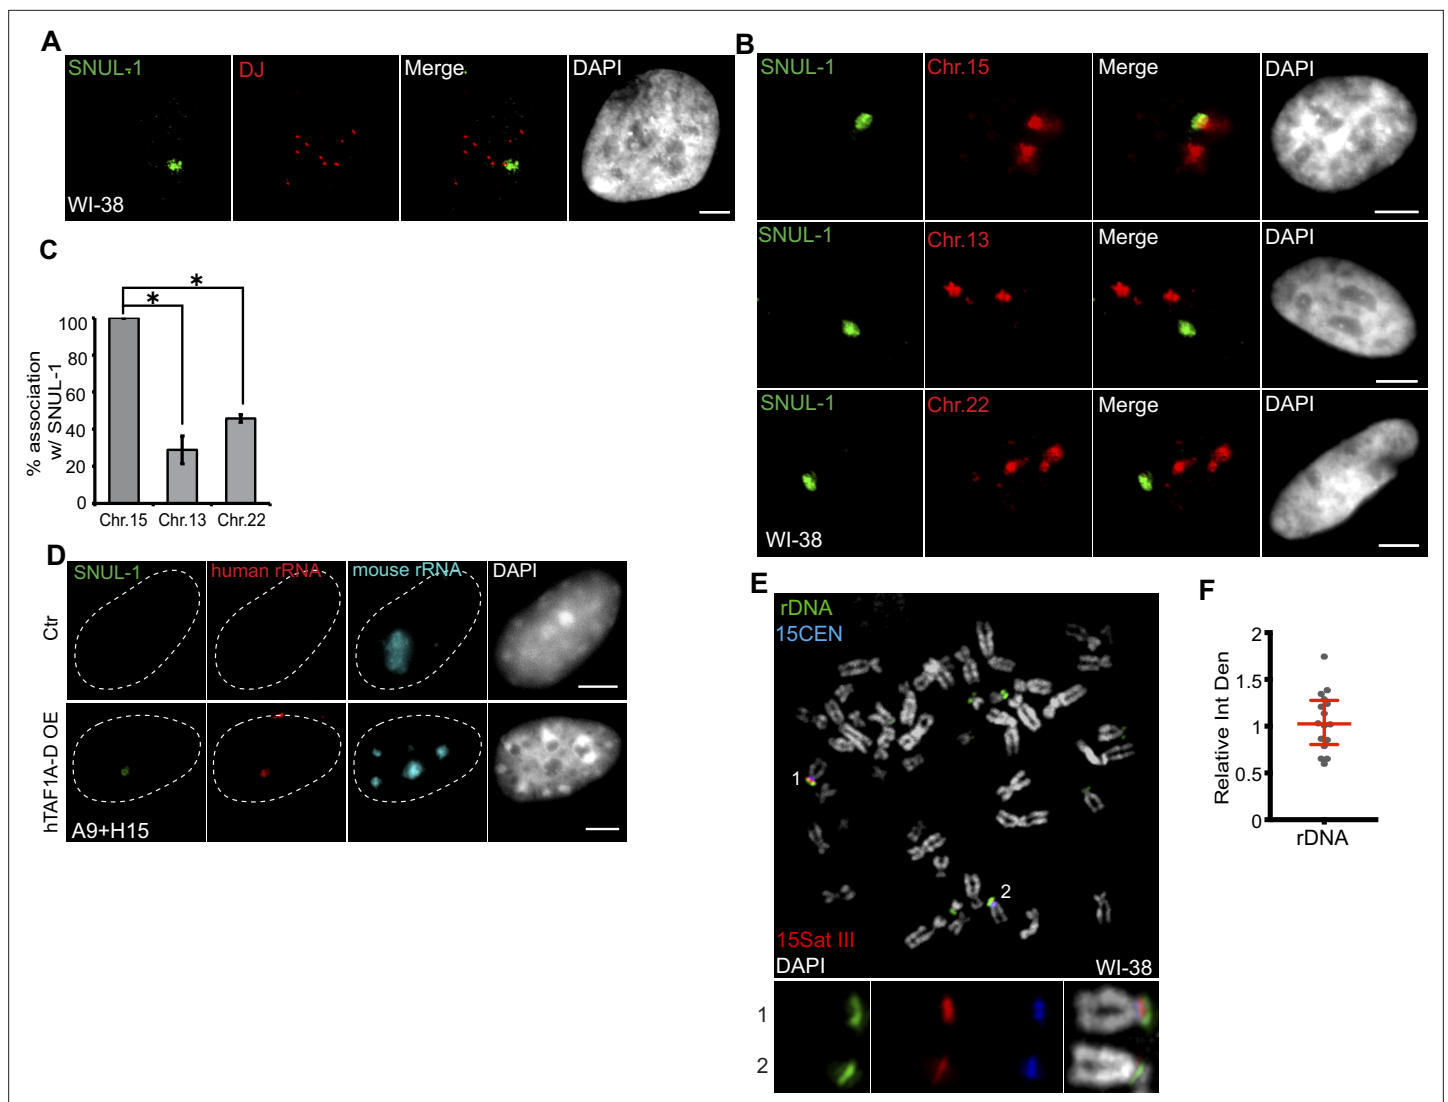 A
SNUL-1 DJ Merge DAPI
WI-38
B
SNUL-1 Chr.15 Merge DAPI
SNUL-1 Chr.13 Merge DAPI
SNUL-1 Chr.22 Merge DAPI
WI-38
C
* *
% association
w/ SNUL-1
100
80
60
40
20
0
Chr.15 Chr.13 Chr.22
D
SNUL-1 human rRNA mouse rRNA DAPI
Ctr
hTAF1A-D OE
A9+H15
E
rDNA
15CEN
1
2
15Sat III
DAPI WI-38
1
2
F
Relative Int Den
2
1.5
1
0.5
0
rDNA